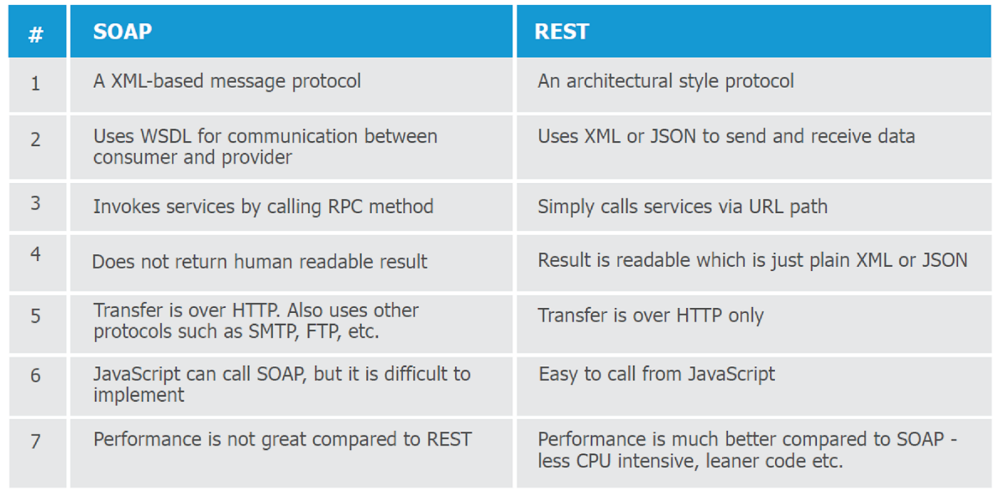 # SOAP REST
1 A XML-based message protocol An architectural style protocol
2 Uses WSDL for communication between Uses XML or JSON to send and receive data
consumer and provider
3 Invokes services by calling RPC method Simply calls services via URL path
4 Does not return human readable result Result is readable which is just plain XML or JSON
5 Transfer is over HTTP. Also uses other Transfer is over HTTP only
protocols such as SMTP, FTP, etc.
6 JavaScript can call SOAP, but it is difficult to Easy to call from JavaScript
implement
7 Performance is not great compared to REST Performance is much better compared to SOAP -
less CPU intensive, leaner code etc.